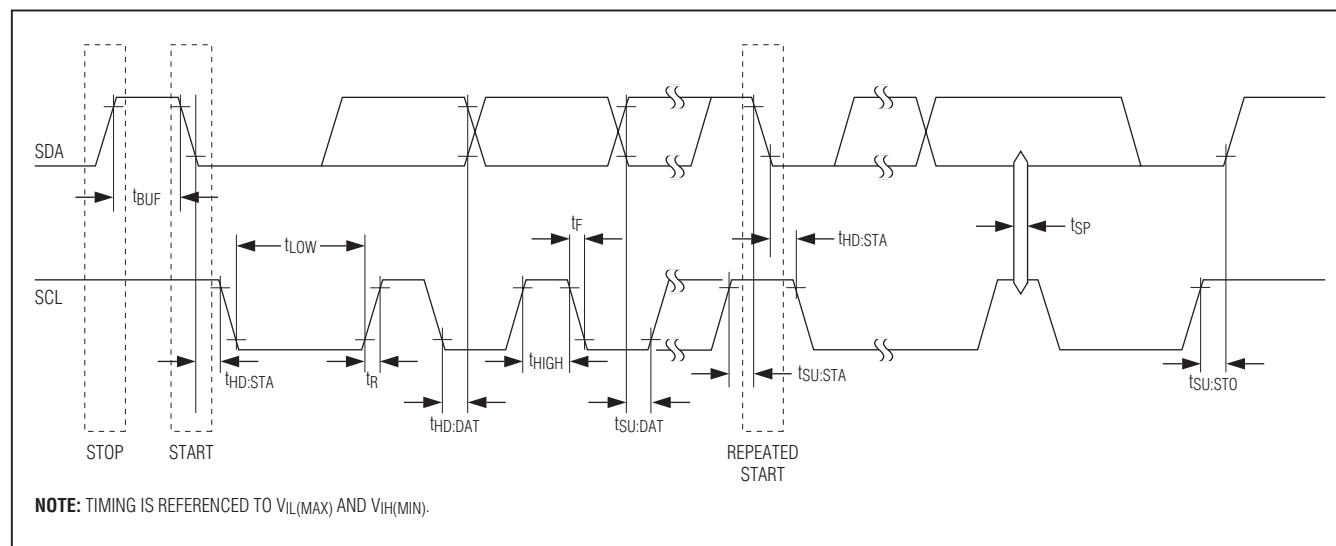 SDA
tBUF
tLOW
tF
tHD:STA
tSP
SCL
tHD:STA
tR
tHIGH
tSU:STA
tSU:STO
tHD:DAT
tSU:DAT
STOP
START
REPEATED
START
NOTE: TIMING IS REFERENCED TO VIL(MAX) AND VIH(MIN).